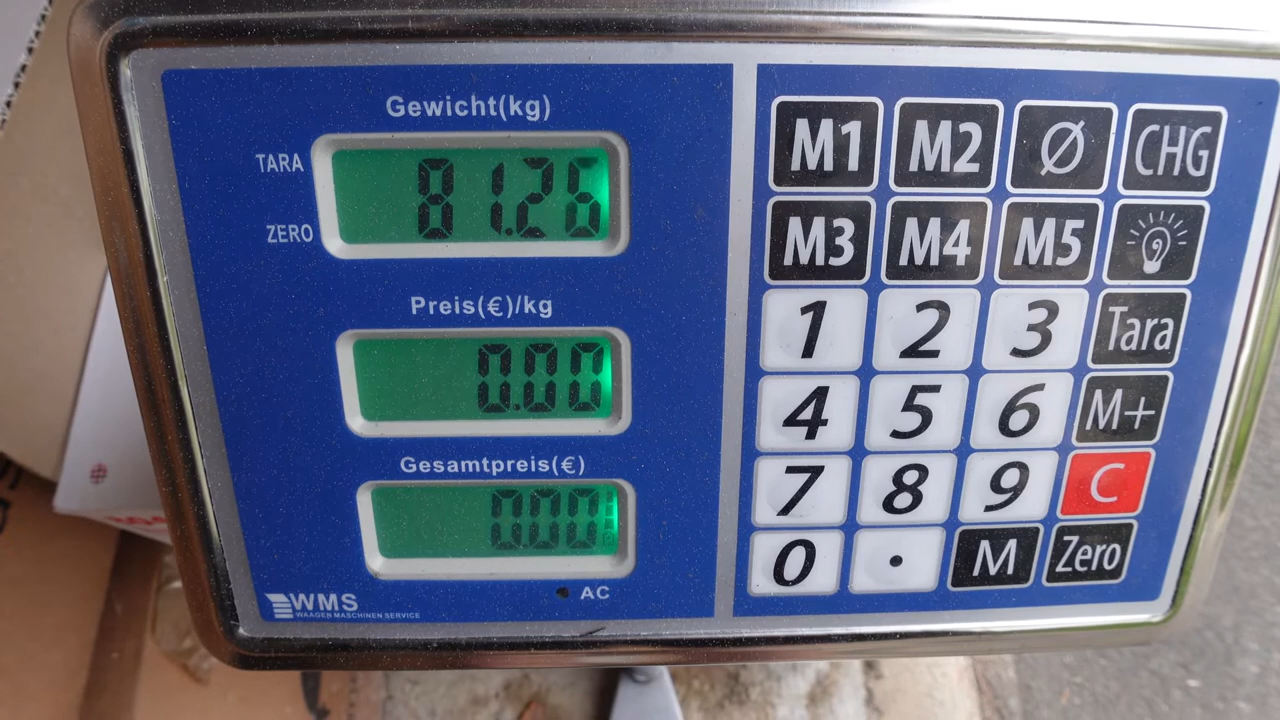 Gewicht(kg)
TARA
81.26
ZERO
Preis(€)/kg
0.00
Gesamtpreis(€)
0.00
AC
WMS
WAAGEN MASCHINEN SERVICE
M1 M2 Ø CHG
M3 M4 M5
1 2 3 Tara
4 5 6 M+
7 8 9 C
0 . M Zero